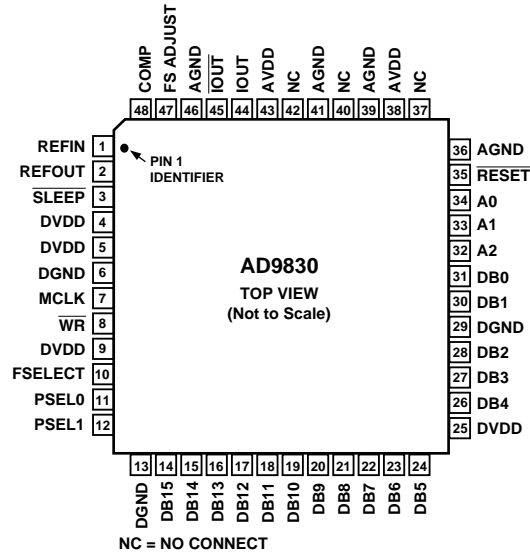 COMP
FS ADJUST
AGND
IOUT
IOUT
AVDD
NC
AGND
NC
AGND
AVDD
NC
48 47 46 45 44 43 42 41 40 39 38 37
REFIN 1
REFOUT 2
SLEEP 3
DVDD 4
DVDD 5
DGND 6
MCLK 7
WR 8
DVDD 9
FSELECT 10
PSEL0 11
PSEL1 12
PIN 1
IDENTIFIER
AD9830
TOP VIEW
(Not to Scale)
36 AGND
35 RESET
34 A0
33 A1
32 A2
31 DB0
30 DB1
29 DGND
28 DB2
27 DB3
26 DB4
25 DVDD
13 14 15 16 17 18 19 20 21 22 23 24
DGND
DB15
DB14
DB13
DB12
DB11
DB10
DB9
DB8
DB7
DB6
DB5
NC = NO CONNECT